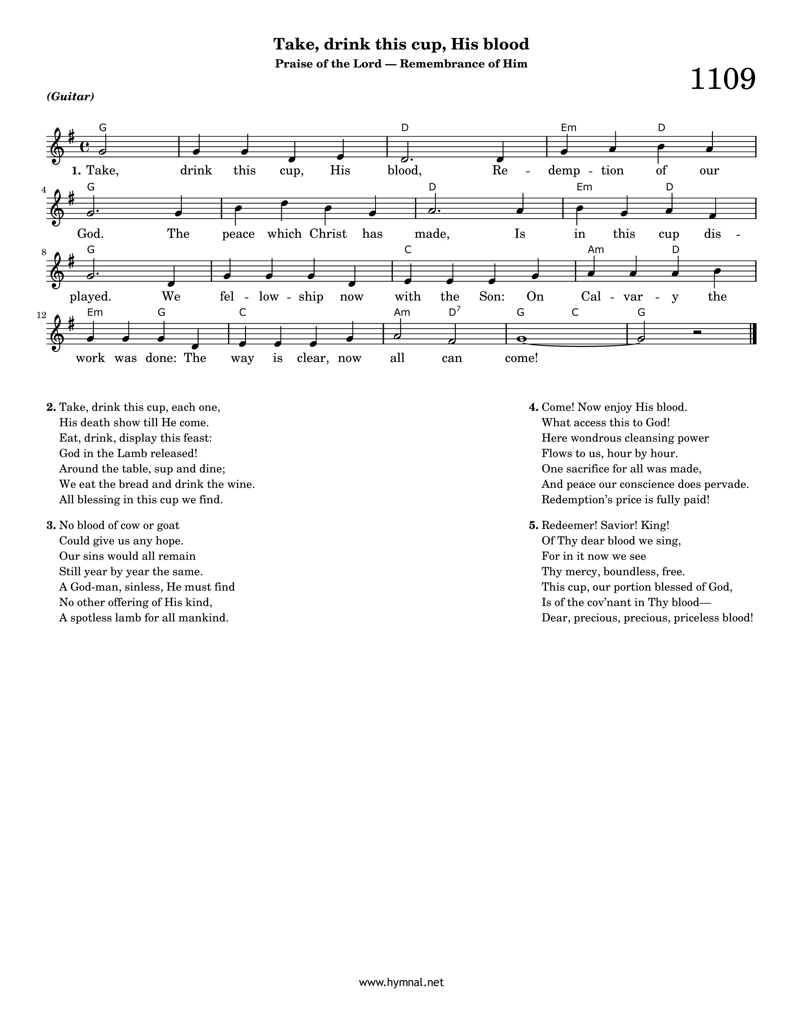 Take, drink this cup, His blood
Praise of the Lord — Remembrance of Him
1109
(Guitar)
G D Em D
1. Take, drink this cup, His blood, Re - demp - tion of our
4 G D Em D
God. The peace which Christ has made, Is in this cup dis -
8 G C Am D
played. We fel - low - ship now with the Son: On Cal - var - y the
12 Em G C Am D7 G C G
work was done: The way is clear, now all can come!
2. Take, drink this cup, each one,
His death show till He come.
Eat, drink, display this feast:
God in the Lamb released!
Around the table, sup and dine;
We eat the bread and drink the wine.
All blessing in this cup we find.
3. No blood of cow or goat
Could give us any hope.
Our sins would all remain
Still year by year the same.
A God-man, sinless, He must find
No other offering of His kind,
A spotless lamb for all mankind.
4. Come! Now enjoy His blood.
What access this to God!
Here wondrous cleansing power
Flows to us, hour by hour.
One sacrifice for all was made,
And peace our conscience does pervade.
Redemption's price is fully paid!
5. Redeemer! Savior! King!
Of Thy dear blood we sing,
For in it now we see
Thy mercy, boundless, free.
This cup, our portion blessed of God,
Is of the cov'nant in Thy blood—
Dear, precious, precious, priceless blood!
www.hymnal.net